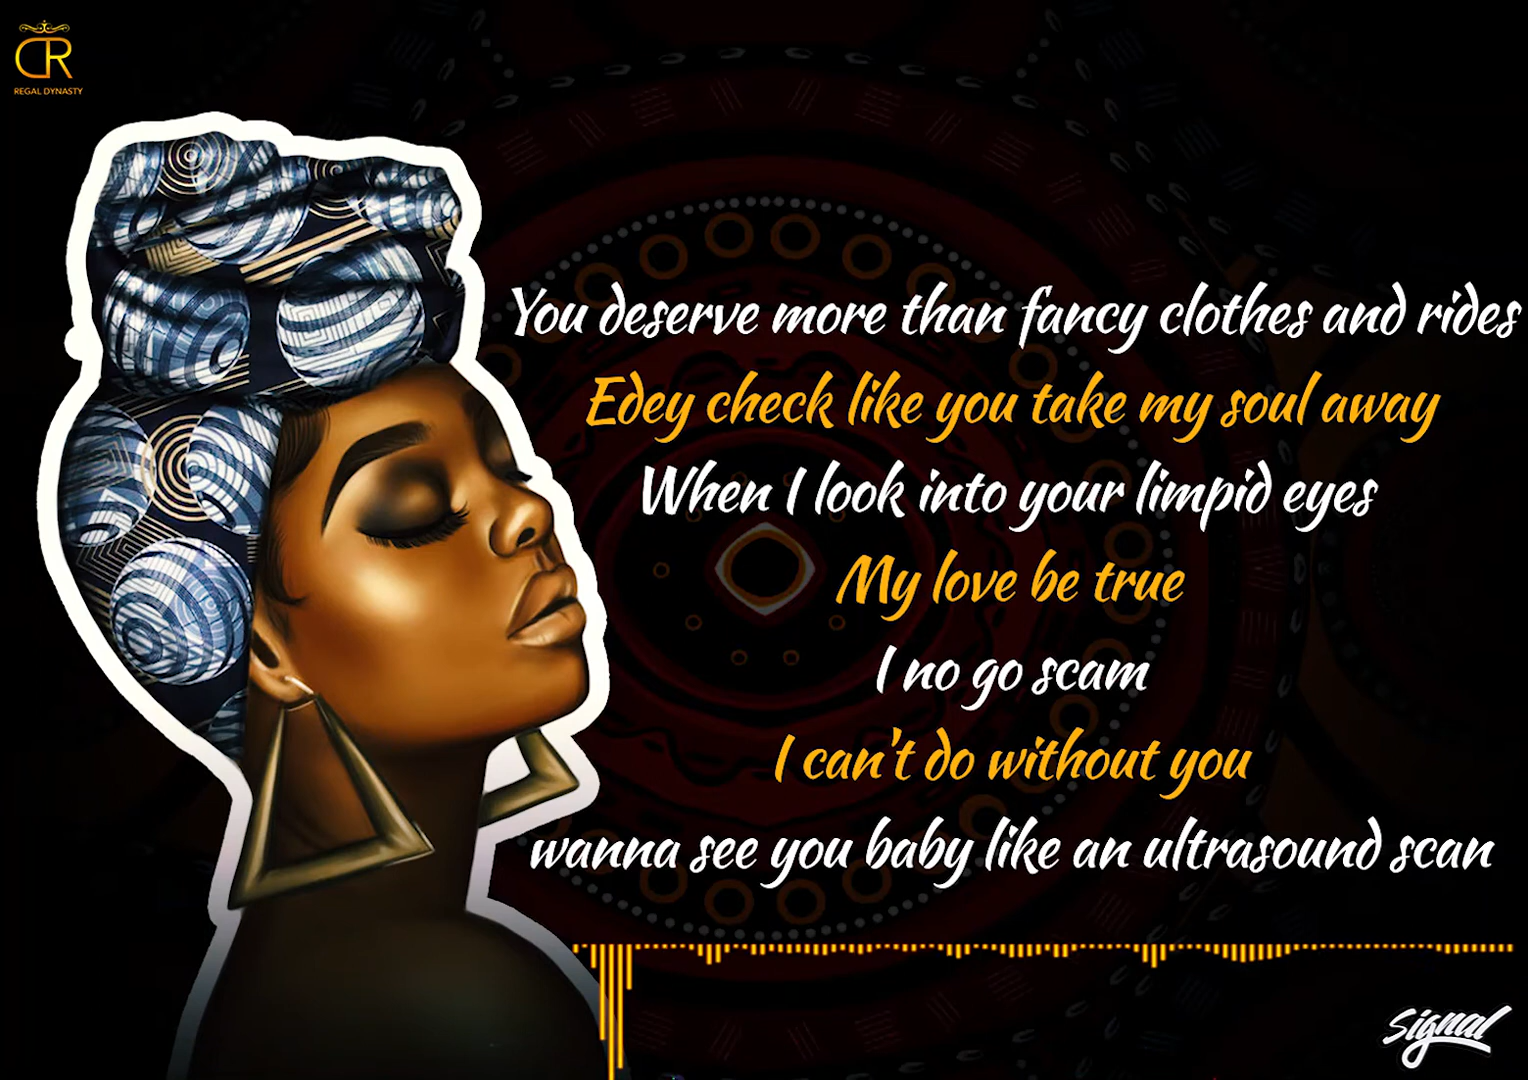 REGAL DYNASTY
You deserve more than fancy clothes and rides
Edey check like you take my soul away
When I look into your limpid eyes
My love be true
I no go scam
I can't do without you
wanna see you baby like an ultrasound scan
Signal